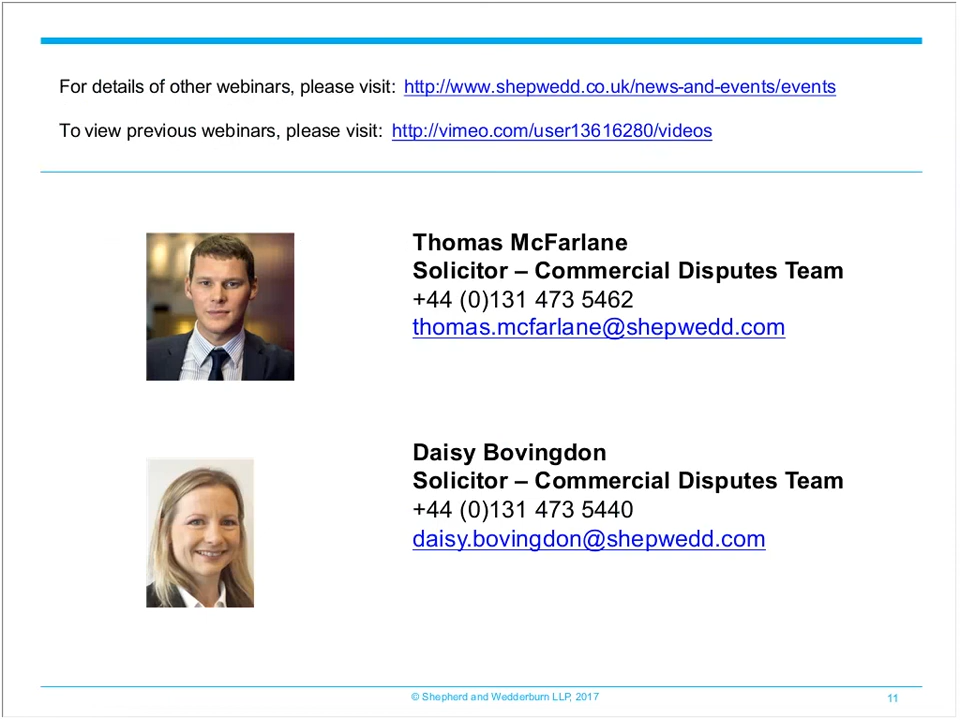 For details of other webinars, please visit: http://www.shepwedd.co.uk/news-and-events/events
To view previous webinars, please visit: http://vimeo.com/user13616280/videos
Thomas McFarlane
Solicitor – Commercial Disputes Team
+44 (0)131 473 5462
thomas.mcfarlane@shepwedd.com
Daisy Bovingdon
Solicitor – Commercial Disputes Team
+44 (0)131 473 5440
daisy.bovingdon@shepwedd.com
© Shepherd and Wedderburn LLP, 2017
11